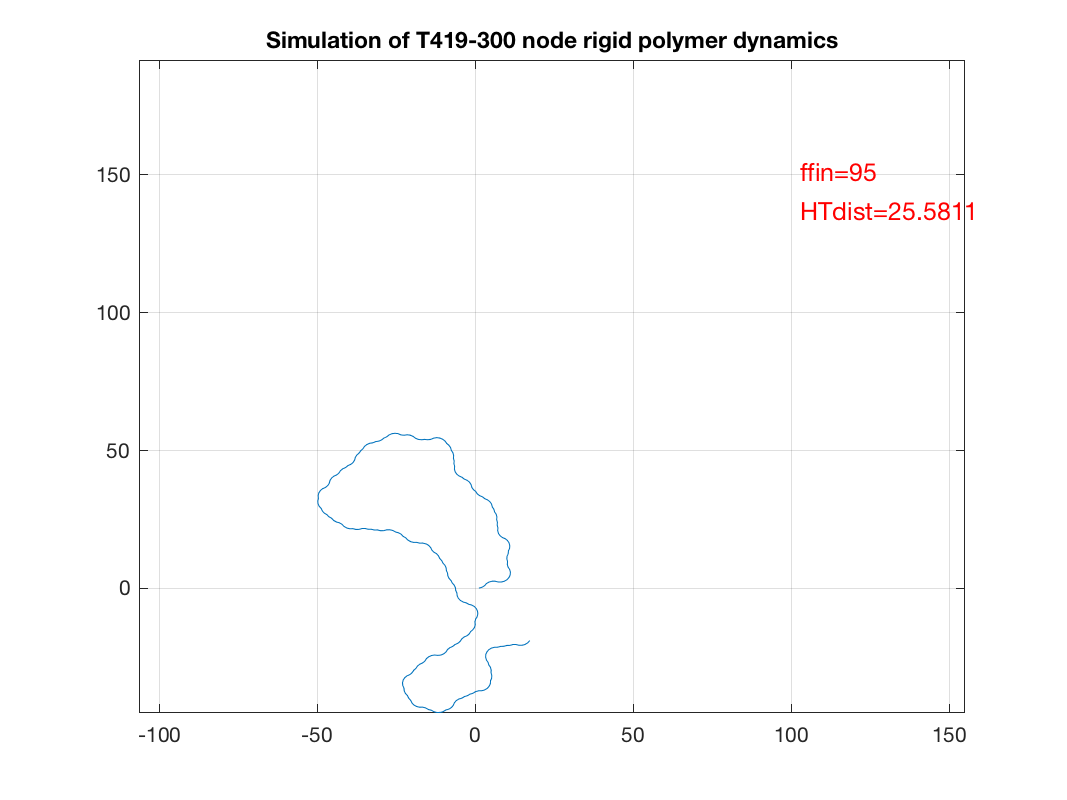 Simulation of T419-300 node rigid polymer dynamics
ffin=95
HTdist=25.5811
150
100
50
0
-100 -50 0 50 100 150